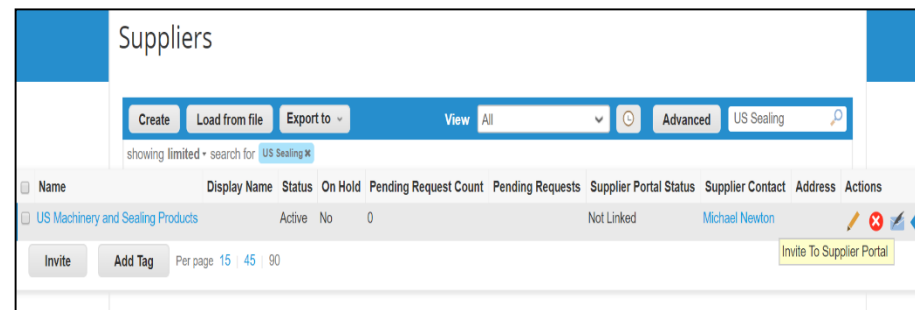 Suppliers
Create Load from file Export to View All Advanced US Sealing
showing limited search for US Sealing x
Name Display Name Status On Hold Pending Request Count Pending Requests Supplier Portal Status Supplier Contact Address Actions
US Machinery and Sealing Products Active No 0 Not Linked Michael Newton
Invite To Supplier Portal
Invite Add Tag Per page 15 | 45 | 90